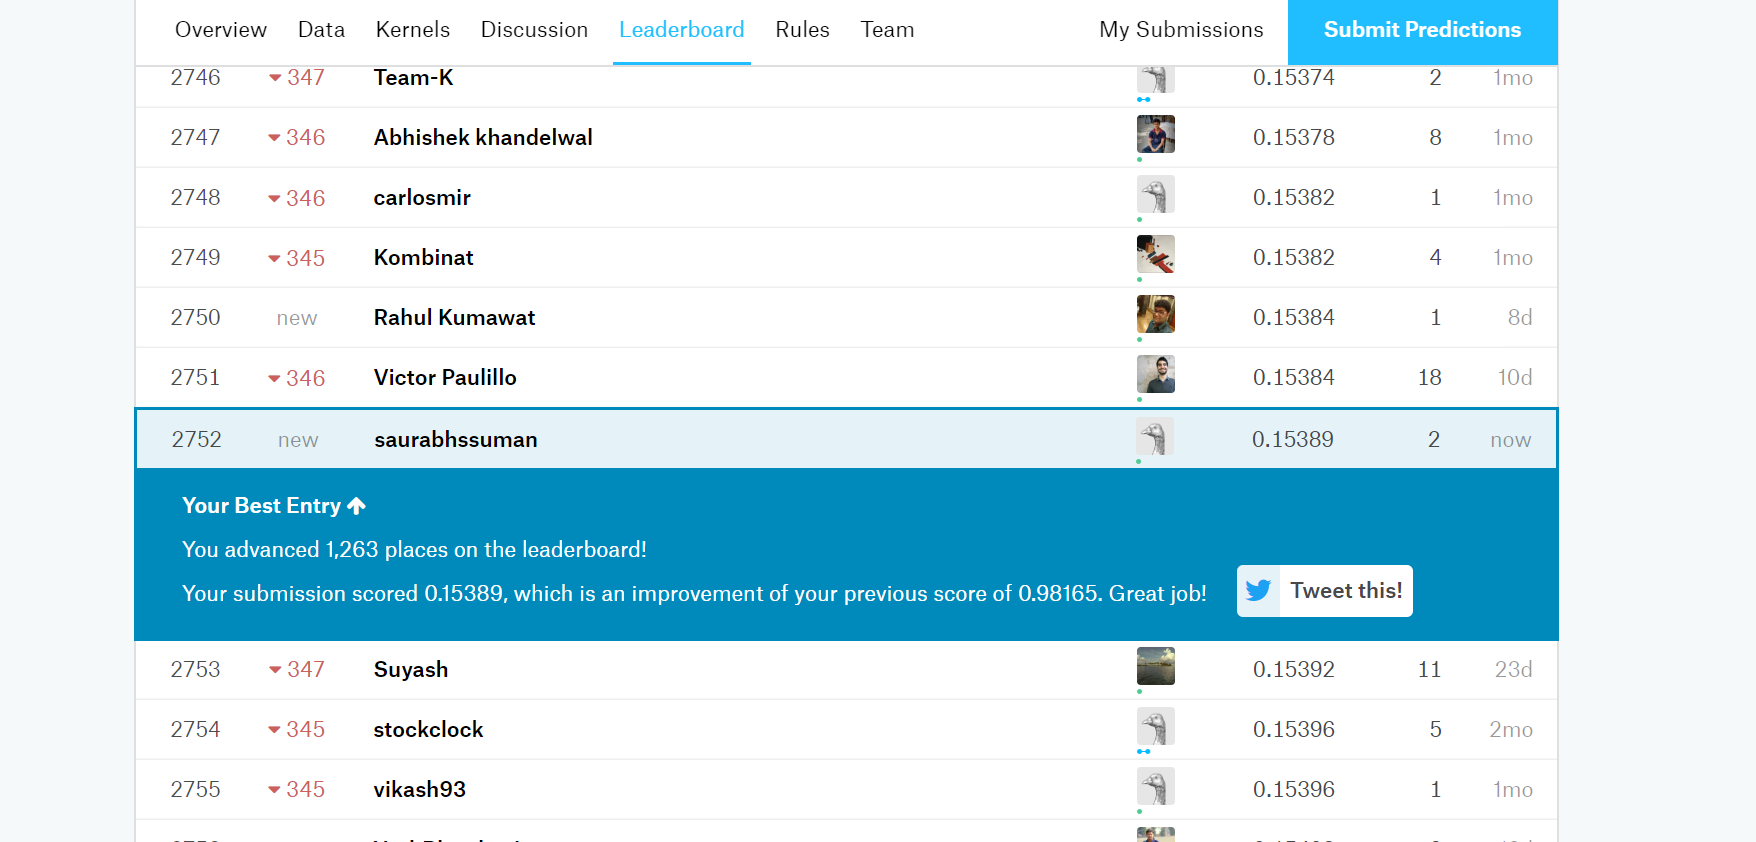 Overview Data Kernels Discussion Leaderboard Rules Team My Submissions Submit Predictions
2746 347 Team-K 0.15374 2 1mo
2747 346 Abhishek khandelwal 0.15378 8 1mo
2748 346 carlosmir 0.15382 1 1mo
2749 345 Kombinat 0.15382 4 1mo
2750 new Rahul Kumawat 0.15384 1 8d
2751 346 Victor Paulillo 0.15384 18 10d
2752 new saurabhssuman 0.15389 2 now
Your Best Entry
You advanced 1,263 places on the leaderboard!
Your submission scored 0.15389, which is an improvement of your previous score of 0.98165. Great job! Tweet this!
2753 347 Suyash 0.15392 11 23d
2754 345 stockclock 0.15396 5 2mo
2755 345 vikash93 0.15396 1 1mo